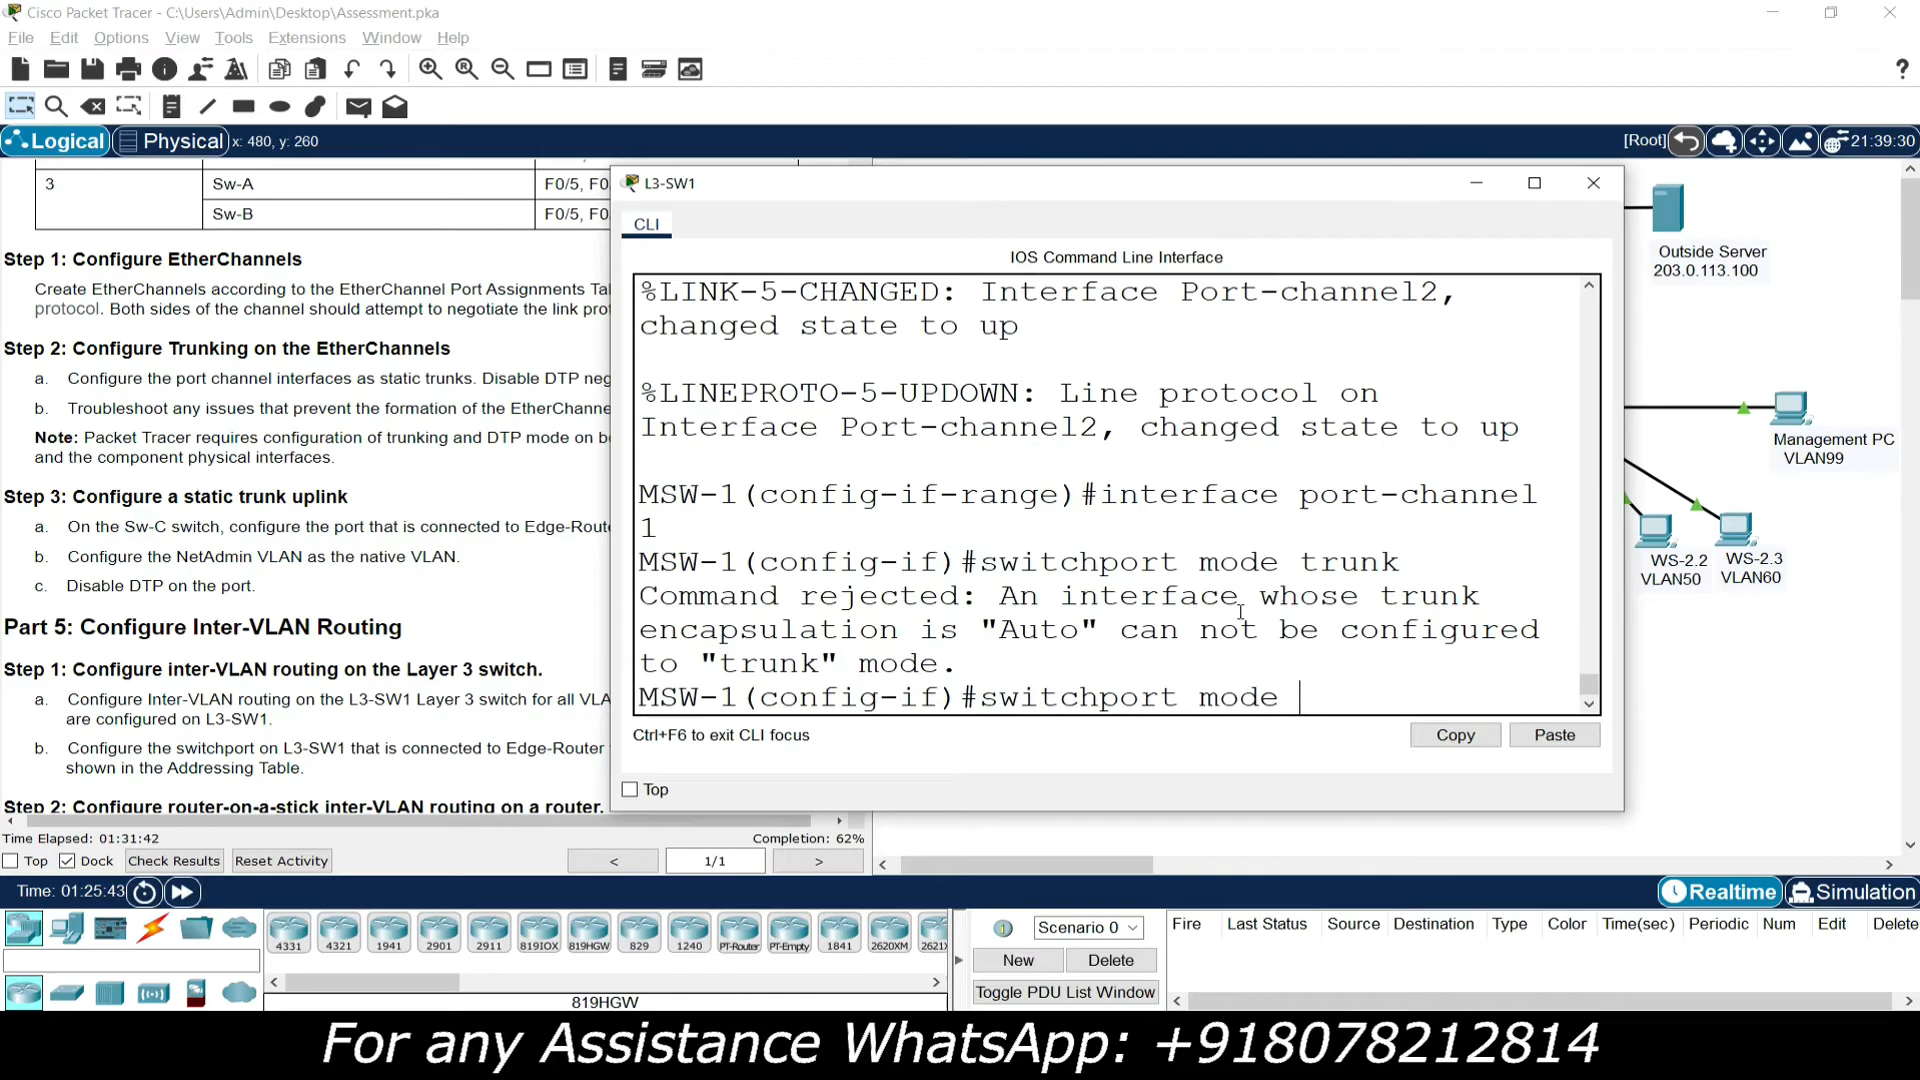 Cisco Packet Tracer - C:\Users\Admin\Desktop\Assessment.pka
File Edit Options View Tools Extensions Window Help
Logical Physical x: 480, y: 260 [Root] 21:39:30
3 Sw-A F0/5, F0
Sw-B F0/5, F0
Step 1: Configure EtherChannels
Create EtherChannels according to the EtherChannel Port Assignments Ta
protocol. Both sides of the channel should attempt to negotiate the link pro
Step 2: Configure Trunking on the EtherChannels
a. Configure the port channel interfaces as static trunks. Disable DTP neg
b. Troubleshoot any issues that prevent the formation of the EtherChanne
Note: Packet Tracer requires configuration of trunking and DTP mode on b
and the component physical interfaces.
Step 3: Configure a static trunk uplink
a. On the Sw-C switch, configure the port that is connected to Edge-Route
b. Configure the NetAdmin VLAN as the native VLAN.
c. Disable DTP on the port.
Part 5: Configure Inter-VLAN Routing
Step 1: Configure inter-VLAN routing on the Layer 3 switch.
a. Configure Inter-VLAN routing on the L3-SW1 Layer 3 switch for all VLA
are configured on L3-SW1.
b. Configure the switchport on L3-SW1 that is connected to Edge-Router
shown in the Addressing Table.
Step 2: Configure router-on-a-stick inter-VLAN routing on a router.
Time Elapsed: 01:31:42 Completion: 62%
Top Dock Check Results Reset Activity < 1/1 >
L3-SW1
CLI
IOS Command Line Interface
%LINK-5-CHANGED: Interface Port-channel2,
changed state to up
%LINEPROTO-5-UPDOWN: Line protocol on
Interface Port-channel2, changed state to up
MSW-1(config-if-range)#interface port-channel
1
MSW-1(config-if)#switchport mode trunk
Command rejected: An interface whose trunk
encapsulation is "Auto" can not be configured
to "trunk" mode.
MSW-1(config-if)#switchport mode
Ctrl+F6 to exit CLI focus Copy Paste
Top
Outside Server
203.0.113.100
Management PC
VLAN99
WS-2.2
VLAN50
WS-2.3
VLAN60
Time: 01:25:43 Realtime Simulation
4331 4321 1941 2901 2911 819IOX 819HGW 829 1240 PT-Router PT-Empty 1841 2620XM 2621X
819HGW
Scenario 0
New Delete
Toggle PDU List Window
Fire Last Status Source Destination Type Color Time(sec) Periodic Num Edit Delete
For any Assistance WhatsApp: +918078212814